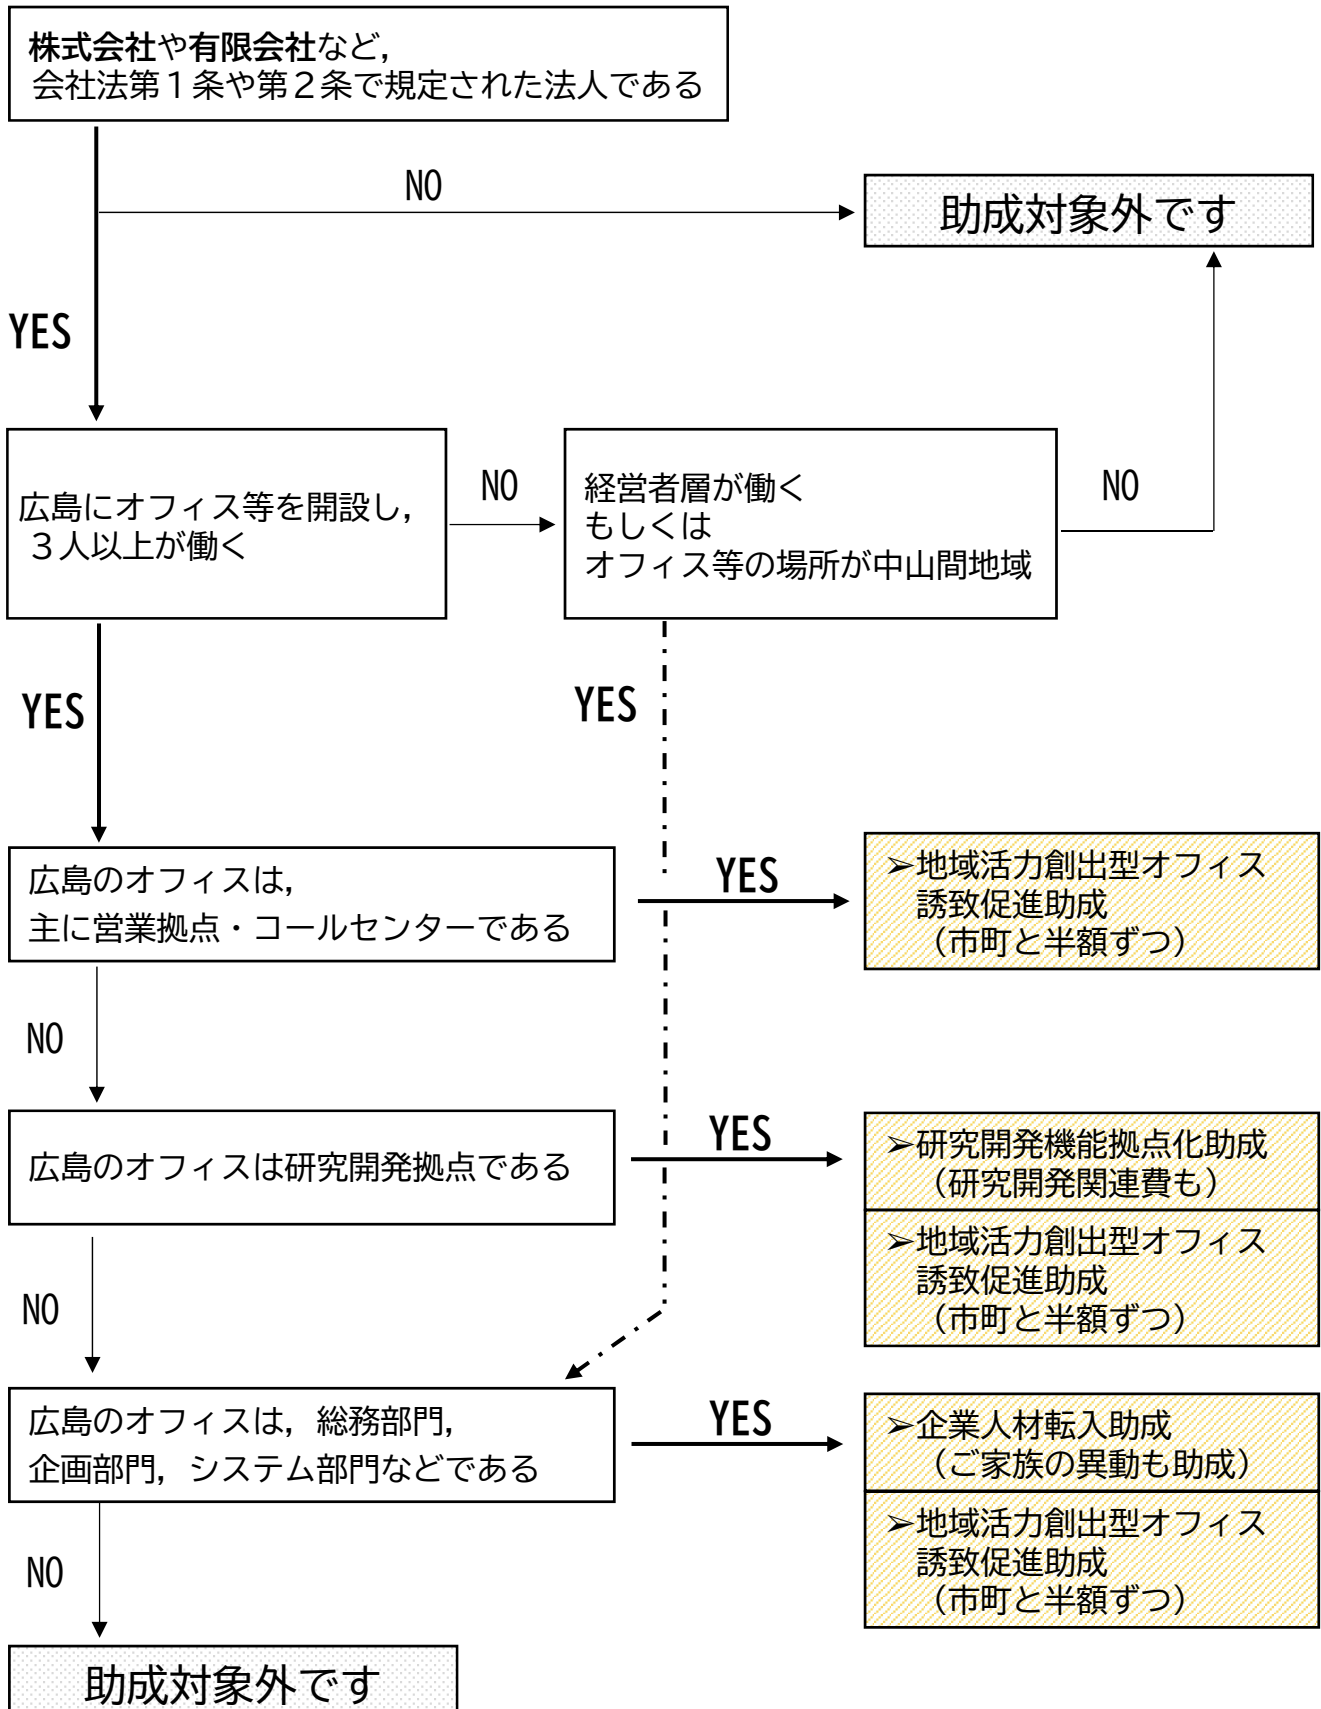 株式会社や有限会社など，
会社法第１条や第２条で規定された法人である
NO
助成対象外です
YES
広島にオフィス等を開設し，
３人以上が働く
NO
経営者層が働く
もしくは
オフィス等の場所が中山間地域
NO
YES
YES
広島のオフィスは，
主に営業拠点・コールセンターである
YES
➢地域活力創出型オフィス
誘致促進助成
（市町と半額ずつ）
NO
広島のオフィスは研究開発拠点である
YES
➢研究開発機能拠点化助成
（研究開発関連費も）
➢地域活力創出型オフィス
誘致促進助成
（市町と半額ずつ）
NO
広島のオフィスは，総務部門，
企画部門，システム部門などである
YES
➢企業人材転入助成
（ご家族の異動も助成）
➢地域活力創出型オフィス
誘致促進助成
（市町と半額ずつ）
NO
助成対象外です